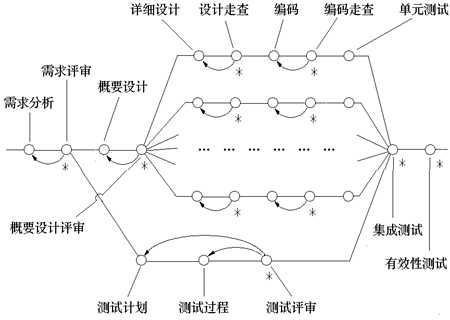 详细设计 设计走查 编码 编码走查 单元测试
需求评审
概要设计
需求分析
* *
* *
… … … … … …
* * * *
* *
概要设计评审
集成测试
有效性测试
*
测试计划 测试过程 测试评审